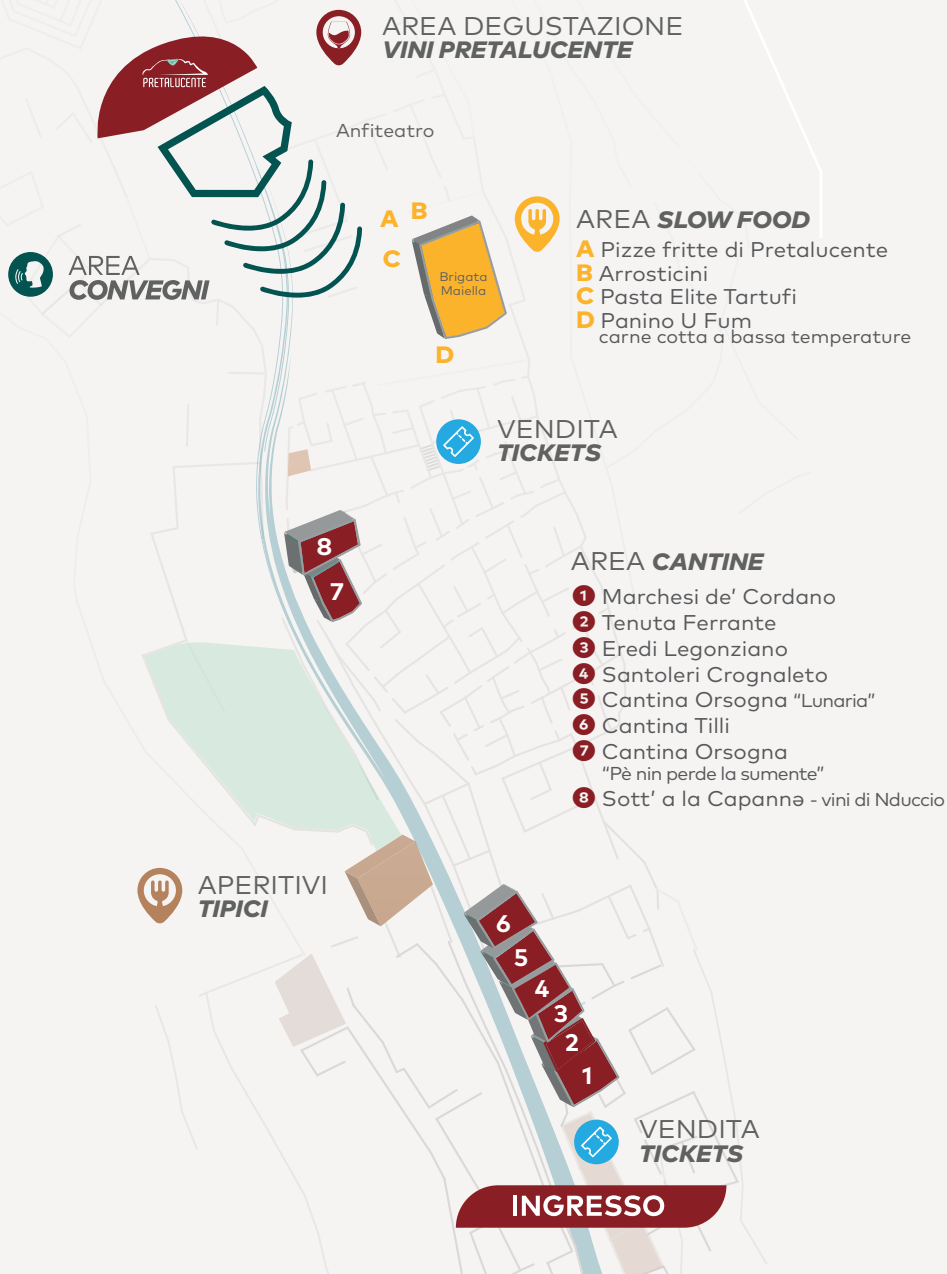 AREA DEGUSTAZIONE
VINI PRETALUCENTE
PRETALUCENTE
Anfiteatro
AREA
CONVEGNI
A
B
C
D
Brigata
Maiella
AREA SLOW FOOD
A Pizze fritte di Pretalucente
B Arrosticini
C Pasta Elite Tartufi
D Panino U Fum
carne cotta a bassa temperature
VENDITA
TICKETS
8
7
AREA CANTINE
1 Marchesi de' Cordano
2 Tenuta Ferrante
3 Eredi Legonziano
4 Santoleri Crognaleto
5 Cantina Orsogna “Lunaria”
6 Cantina Tilli
7 Cantina Orsogna
“Pè nin perde la sumente”
8 Sott' a la Capannə - vini di Nduccio
APERITIVI
TIPICI
6
5
4
3
2
1
VENDITA
TICKETS
INGRESSO